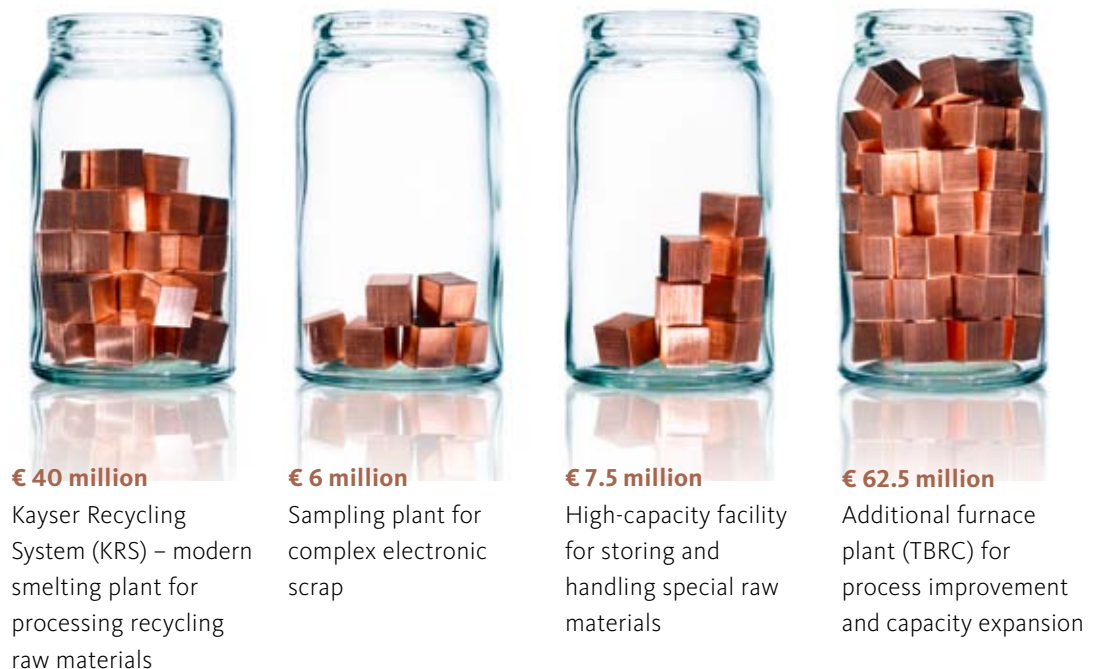 € 40 million
Kayser Recycling
System (KRS) – modern
smelting plant for
processing recycling
raw materials
€ 6 million
Sampling plant for
complex electronic
scrap
€ 7.5 million
High-capacity facility
for storing and
handling special raw
materials
€ 62.5 million
Additional furnace
plant (TBRC) for
process improvement
and capacity expansion